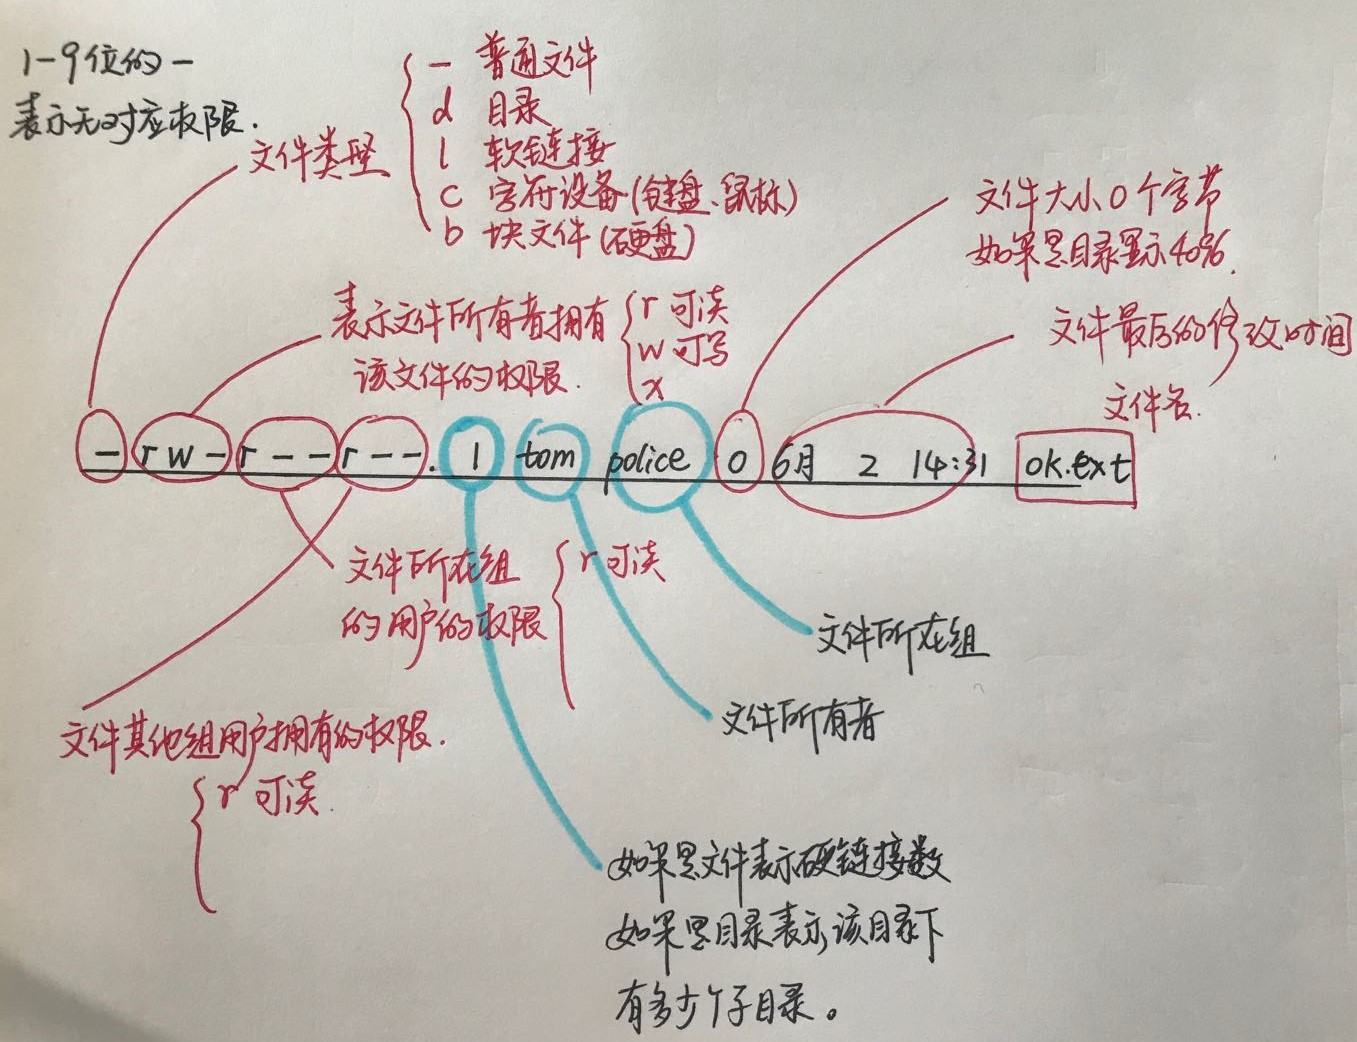 1-9位的-
表示无对应权限.
文件类型
- 普通文件
d 目录
l 软链接
c 字符设备(键盘、鼠标)
b 块文件(硬盘)
文件大小0个字节
如果是目录显示4096.
表示文件所有者拥有
该文件的权限.
r 可读
w 可写
x
文件最后的修改时间
文件名.
-rw-r--r--. 1 tom police 0 6月 2 14:31 ok.ext
文件所在组
的用户的权限
r 可读
文件所在组
文件所有者
文件其他组用户拥有的权限.
r 可读.
如果是文件表示硬链接数
如果是目录表示该目录下
有多少个子目录。